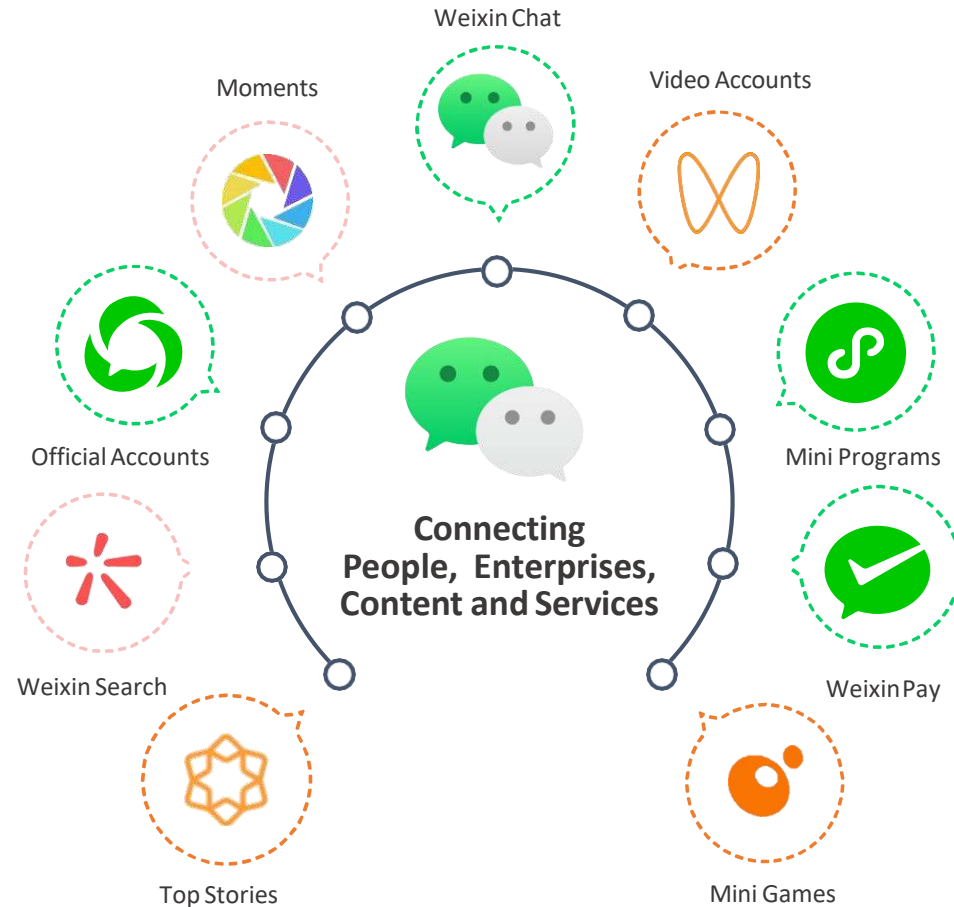 Weixin Chat
Moments
Video Accounts
Official Accounts
Mini Programs
Connecting
People, Enterprises,
Content and Services
Weixin Search
Weixin Pay
Top Stories
Mini Games